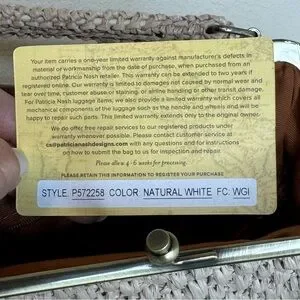 Your item carries a one-year limited warranty against manufacturer's defects in
material or workmanship from the date of purchase, when purchased from an
authorized Patricia Nash retailer. This warranty can be extended to two years if
registered online. Our warranty is limited to damages not caused by normal wear and
tear over time, customer abuse or staining, or airline handling or other transit damage.
For Patricia Nash luggage items, we also provide a limited warranty which covers all
mechanical components of the luggage such as the handle and wheels and will be
happy to repair such parts. This limited warranty extends only to the original owner.
We do offer free repair services to our registered products under
warranty whenever possible. Please contact customer service at
cs@patricianashdesigns.com with any questions and for instructions
on how to submit the bag to us for inspection and repair.
Please allow 4-6 weeks for processing.
PLEASE RETAIN THIS INFORMATION TO REGISTER YOUR PURCHASE
STYLE: P572258 COLOR: NATURAL WHITE FC: WGI